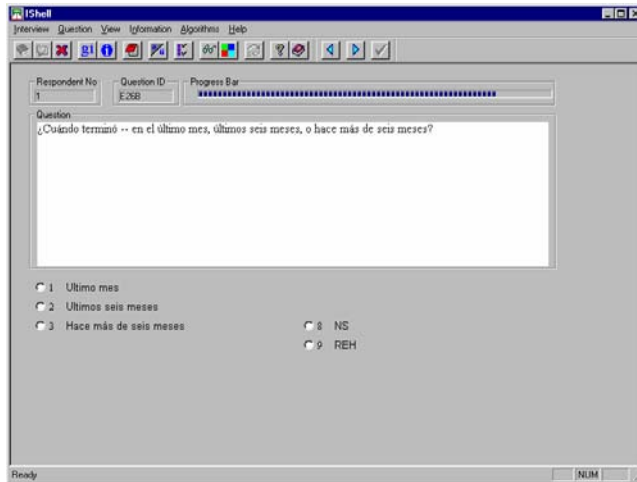 IShell
Interview Question View Information Algorithms Help
Respondent No
1
Question ID
E26B
Progress Bar
Question
¿Cuándo terminó -- en el último mes, últimos seis meses, o hace más de seis meses?
1 Ultimo mes
2 Ultimos seis meses
3 Hace más de seis meses
8 NS
9 REH
Ready
NUM